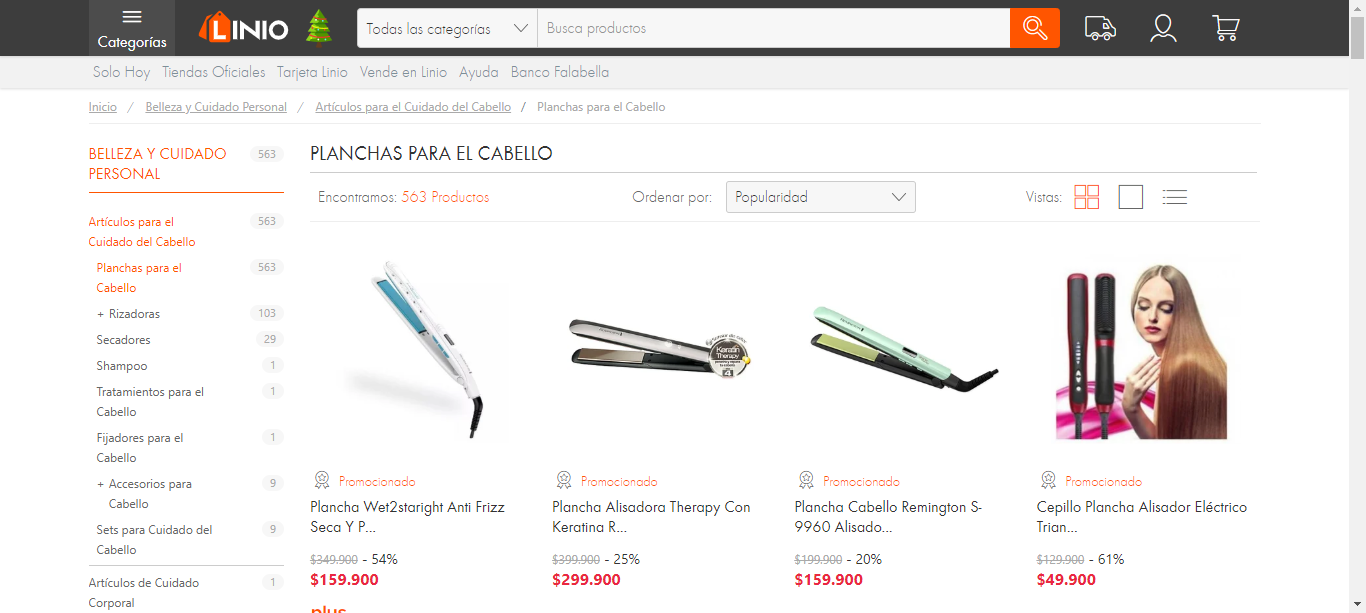 Categorías
LINIO
Todas las categorías
Busca productos
Solo Hoy Tiendas Oficiales Tarjeta Linio Vende en Linio Ayuda Banco Falabella
Inicio / Belleza y Cuidado Personal / Artículos para el Cuidado del Cabello / Planchas para el Cabello
BELLEZA Y CUIDADO 563
PERSONAL
Artículos para el 563
Cuidado del Cabello
Planchas para el 563
Cabello
+ Rizadoras 103
Secadores 29
Shampoo 1
Tratamientos para el 1
Cabello
Fijadores para el 1
Cabello
+ Accesorios para 9
Cabello
Sets para Cuidado del 9
Cabello
Artículos de Cuidado 1
Corporal
PLANCHAS PARA EL CABELLO
Encontramos: 563 Productos
Ordenar por: Popularidad
Vistas:
Keratin
Therapy
4
Promocionado
Plancha Wet2staright Anti Frizz
Seca Y P...
$349.900 - 54%
$159.900
plus
Promocionado
Plancha Alisadora Therapy Con
Keratina R...
$399.900 - 25%
$299.900
Promocionado
Plancha Cabello Remington S-
9960 Alisado...
$199.900 - 20%
$159.900
Promocionado
Cepillo Plancha Alisador Eléctrico
Trian...
$129.900 - 61%
$49.900